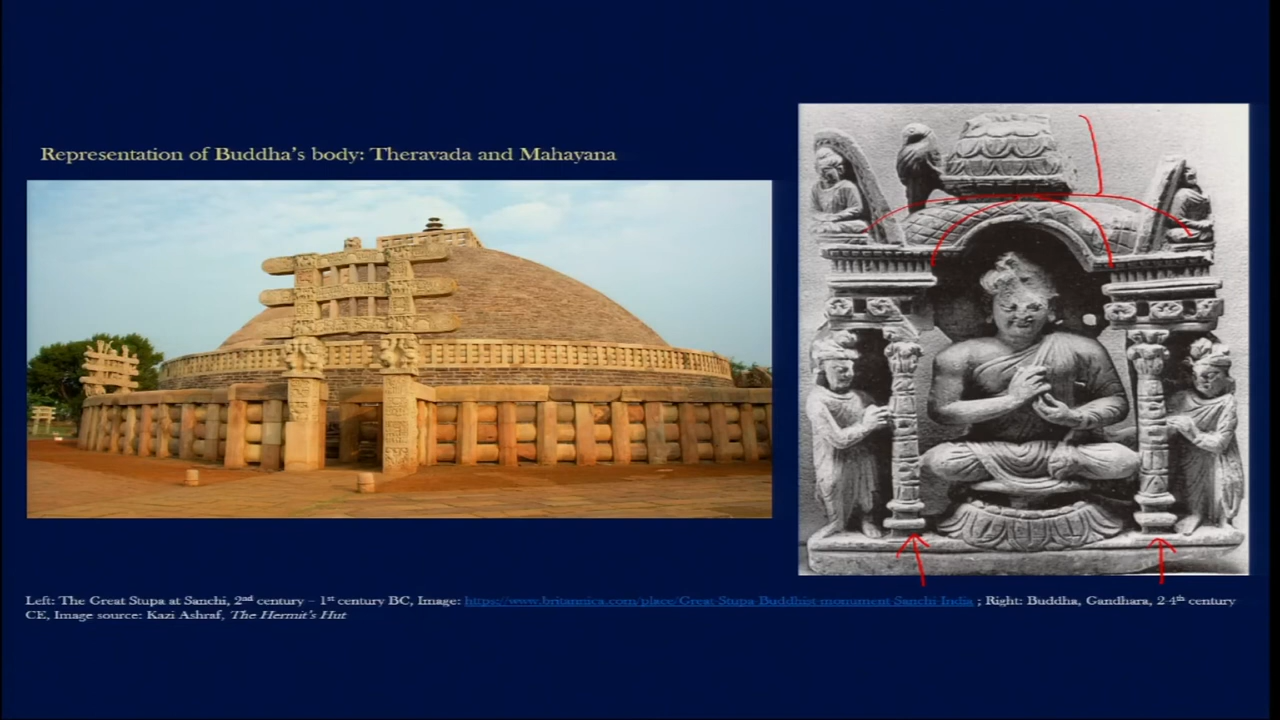 Representation of Buddha's body: Theravada and Mahayana
Left: The Great Stupa at Sanchi, 2nd century – 1st century BC, Image: https://www.britannica.com/place/Great-Stupa-Buddhist-monument-Sanchi-India ; Right: Buddha, Gandhara, 2-4th century
CE, Image source: Kazi Ashraf, The Hermit's Hut